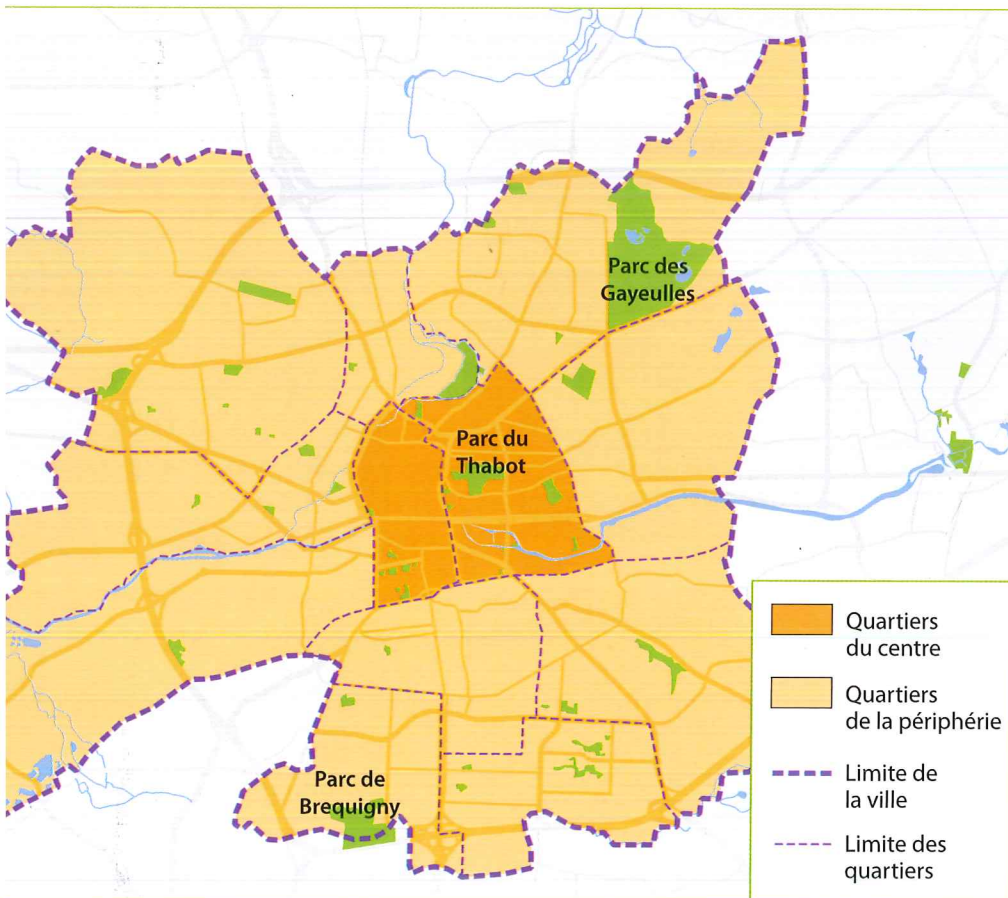 Parc des
Gayeulles
Parc du
Thabot
Parc de
Brequigny
Quartiers
du centre
Quartiers
de la périphérie
Limite de
la ville
Limite des
quartiers